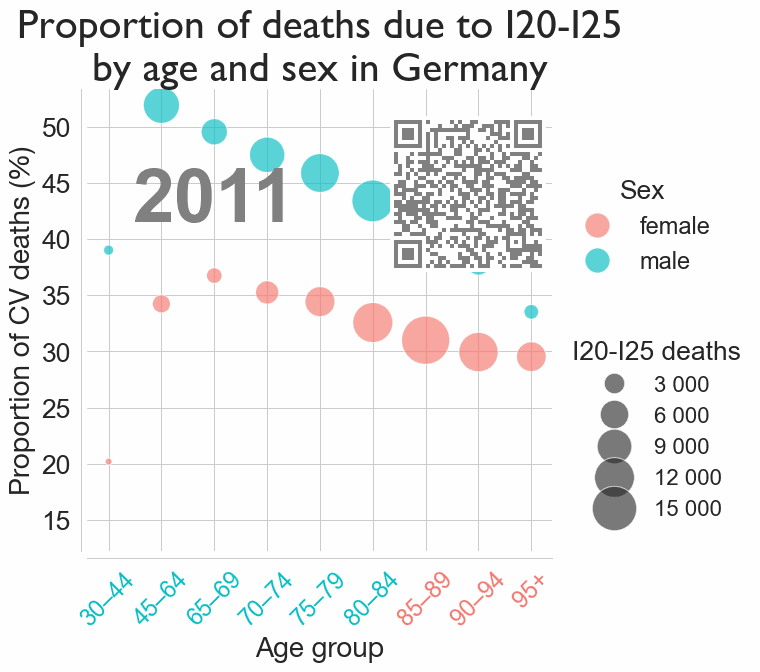 Proportion of deaths due to I20-I25
by age and sex in Germany
Proportion of CV deaths (%)
50
45
40
35
30
25
20
15
2011
30–44
45–64
65–69
70–74
75–79
80–84
85–89
90–94
95+
Age group
Sex
female
male
I20-I25 deaths
3 000
6 000
9 000
12 000
15 000